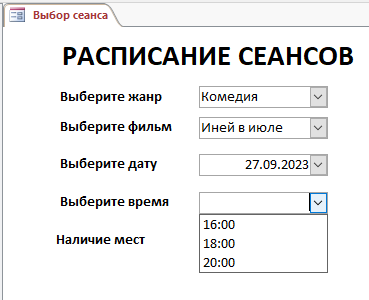 Выбор сеанса
РАСПИСАНИЕ СЕАНСОВ
Выберите жанр Комедия
Выберите фильм Иней в июле
Выберите дату 27.09.2023
Выберите время
16:00
18:00
Наличие мест
20:00